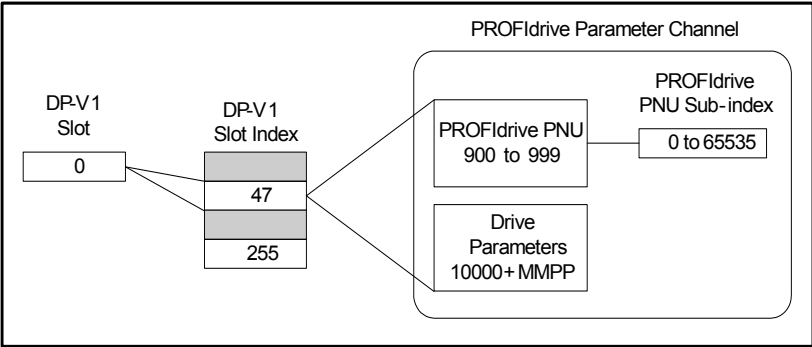 PROFIdrive Parameter Channel
DP-V1
Slot
0
DP-V1
Slot Index
47
255
PROFIdrive PNU
900 to 999
PROFIdrive
PNU Sub-index
0 to 65535
Drive
Parameters
10000+MMPP